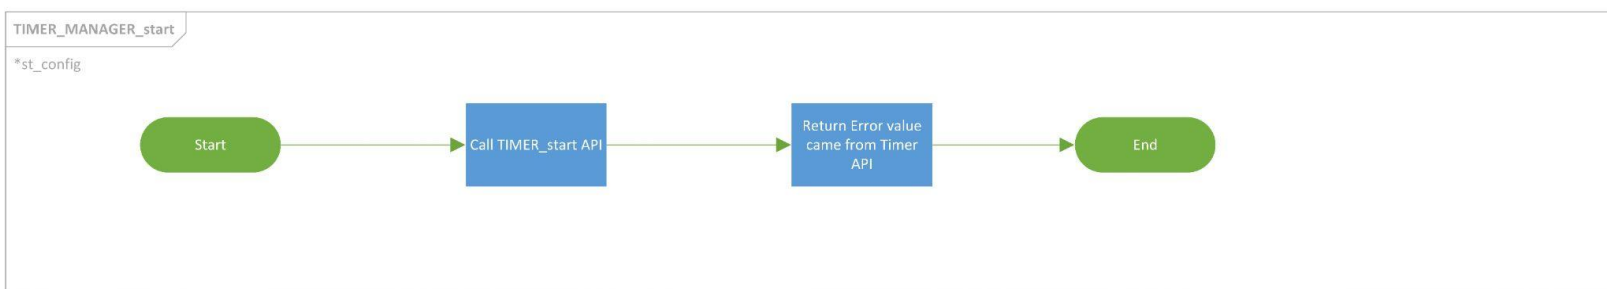 TIMER_MANAGER_start
*st_config
Start
Call TIMER_start API
Return Error value
came from Timer
API
End